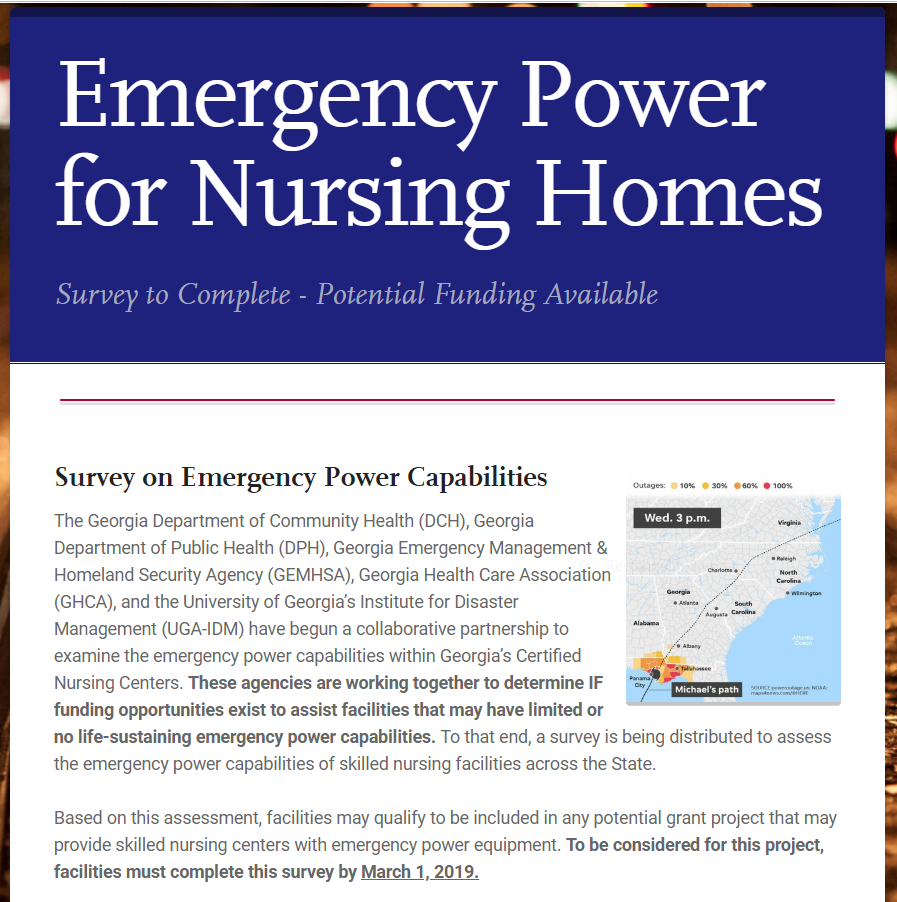 Emergency Power
for Nursing Homes
Survey to Complete - Potential Funding Available
Survey on Emergency Power Capabilities
The Georgia Department of Community Health (DCH), Georgia
Department of Public Health (DPH), Georgia Emergency Management &
Homeland Security Agency (GEMHSA), Georgia Health Care Association
(GHCA), and the University of Georgia’s Institute for Disaster
Management (UGA-IDM) have begun a collaborative partnership to
examine the emergency power capabilities within Georgia’s Certified
Nursing Centers. These agencies are working together to determine IF
funding opportunities exist to assist facilities that may have limited or
no life-sustaining emergency power capabilities. To that end, a survey is being distributed to assess
the emergency power capabilities of skilled nursing facilities across the State.
Outages: 10% 30% 60% 100%
Wed. 3 p.m.
Virginia
Raleigh
Charlotte
North
Carolina
Wilmington
Georgia
Atlanta
South
Carolina
Augusta
Alabama
Atlantic
Ocean
Albany
Tallahassee
Panama
City
Michael's path
SOURCE poweroutage.us; NOAA;
Based on this assessment, facilities may qualify to be included in any potential grant project that may
provide skilled nursing centers with emergency power equipment. To be considered for this project,
facilities must complete this survey by March 1, 2019.